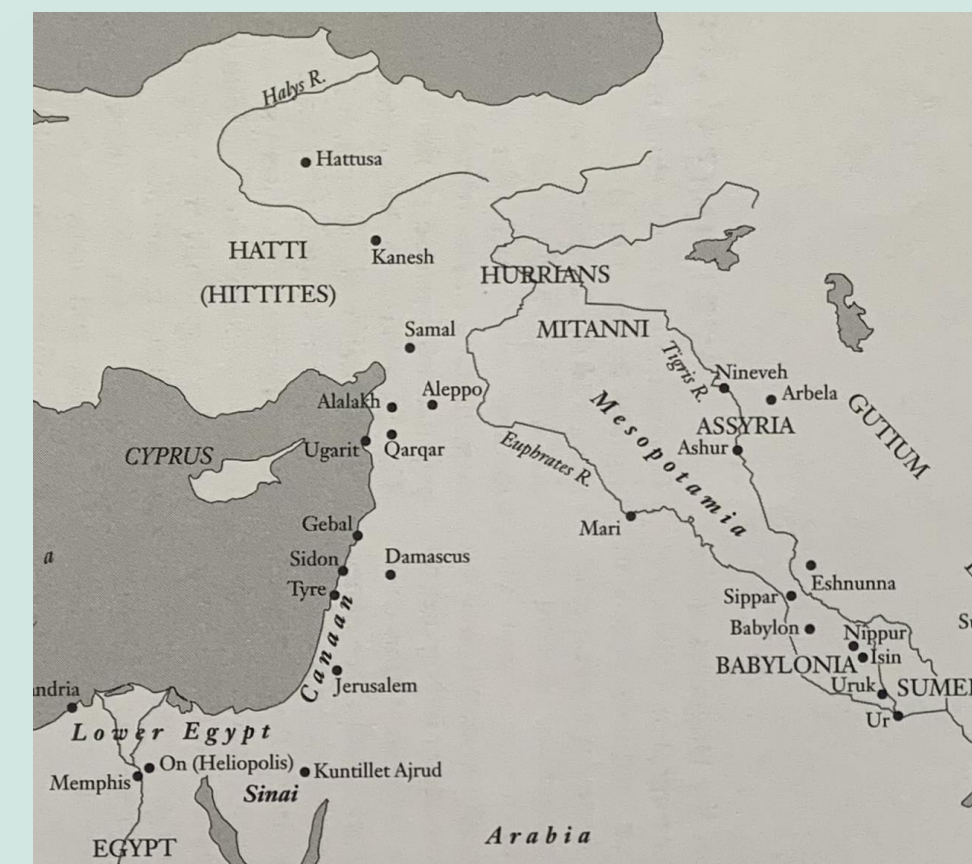 Halys R.
Hattusa
HATTI
Kanesh
(HITTITES)
HURRIANS
MITANNI
Samal
Tigris R.
Nineveh
Arbela
Aleppo
Alalakh
Mesopotamia
ASSYRIA
GUTIUM
Ugarit
Qarqar
CYPRUS
Euphrates R.
Ashur
Gebal
Mari
a
Sidon
Damascus
Tyre
Eshnunna
Sippar
Canaan
Babylon
Nippur
Isin
BABYLONIA
Jerusalem
Uruk
SUMER
ndria
Ur
Lower Egypt
On (Heliopolis)
Kuntillet Ajrud
Memphis
Sinai
Arabia
EGYPT